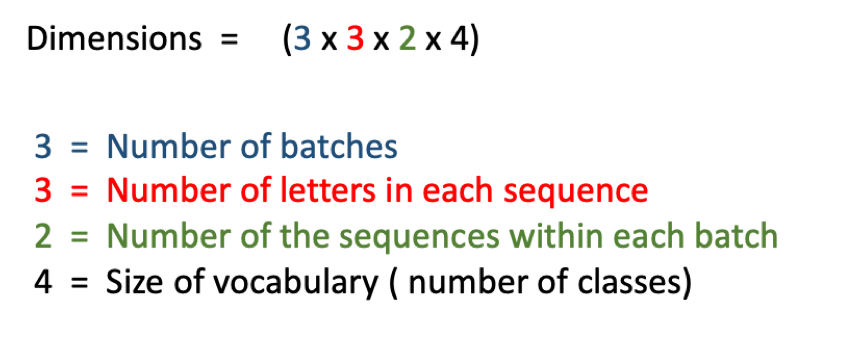 Dimensions = (3 x 3 x 2 x 4)
3 = Number of batches
3 = Number of letters in each sequence
2 = Number of the sequences within each batch
4 = Size of vocabulary ( number of classes)